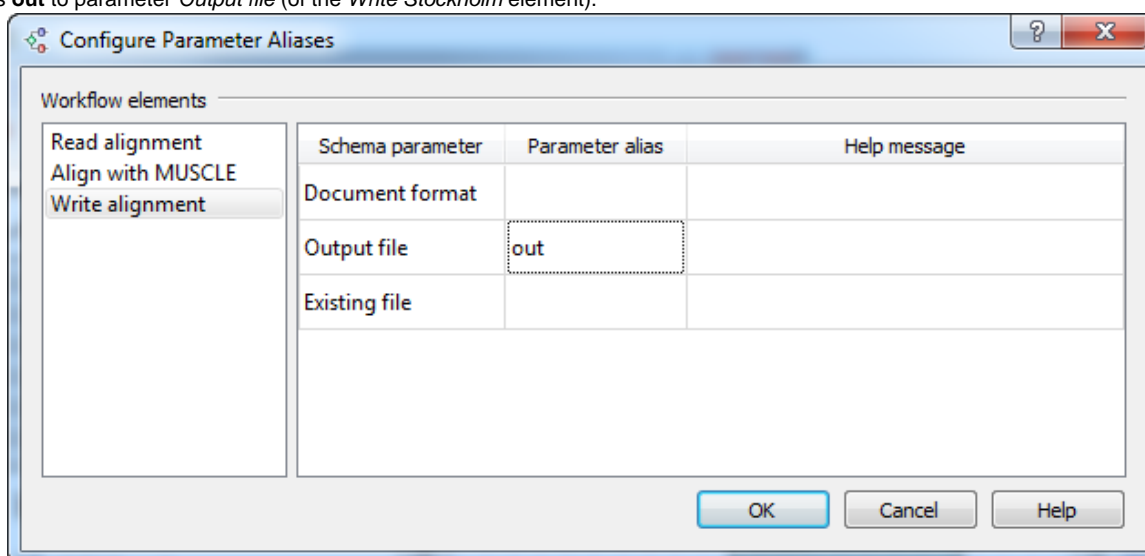 s out to parameter Output file (of the Write Stockholm element).
Configure Parameter Aliases
Workflow elements
Read alignment
Align with MUSCLE
Write alignment
Schema parameter Parameter alias Help message
Document format
Output file out
Existing file
OK Cancel Help